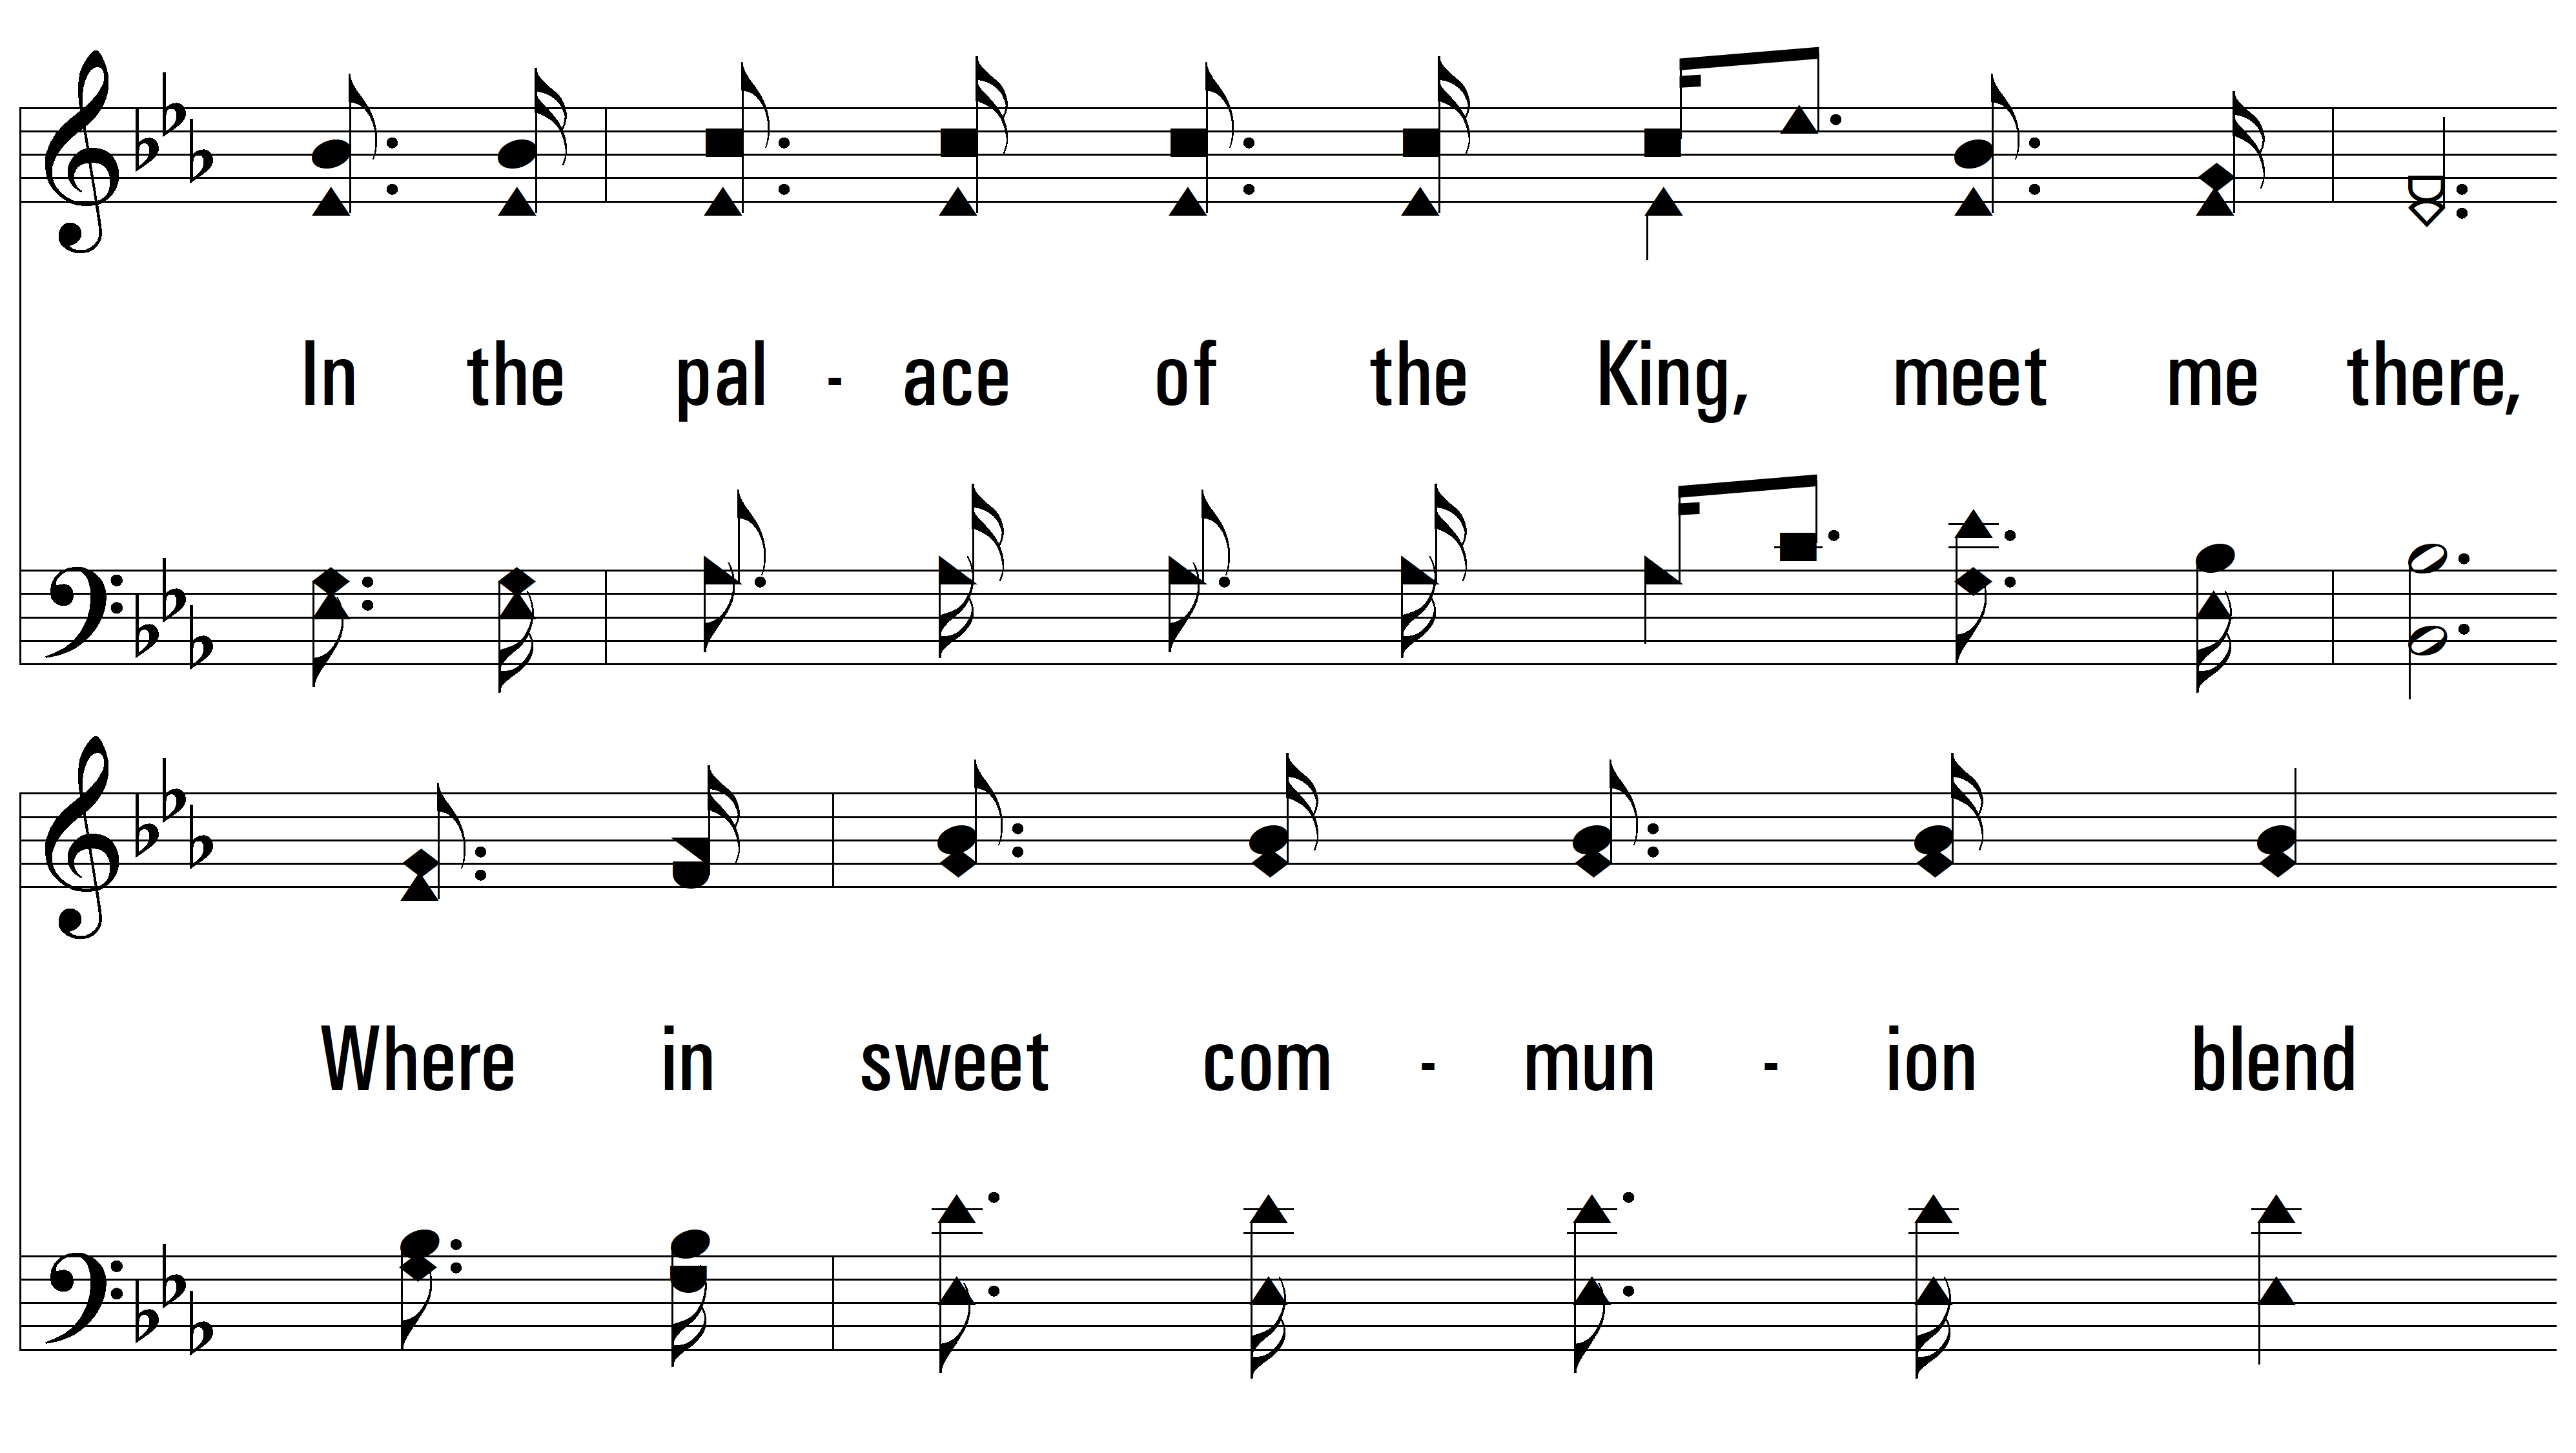 In the pal - ace of the King, meet me there,
Where in sweet com - mun - ion blend